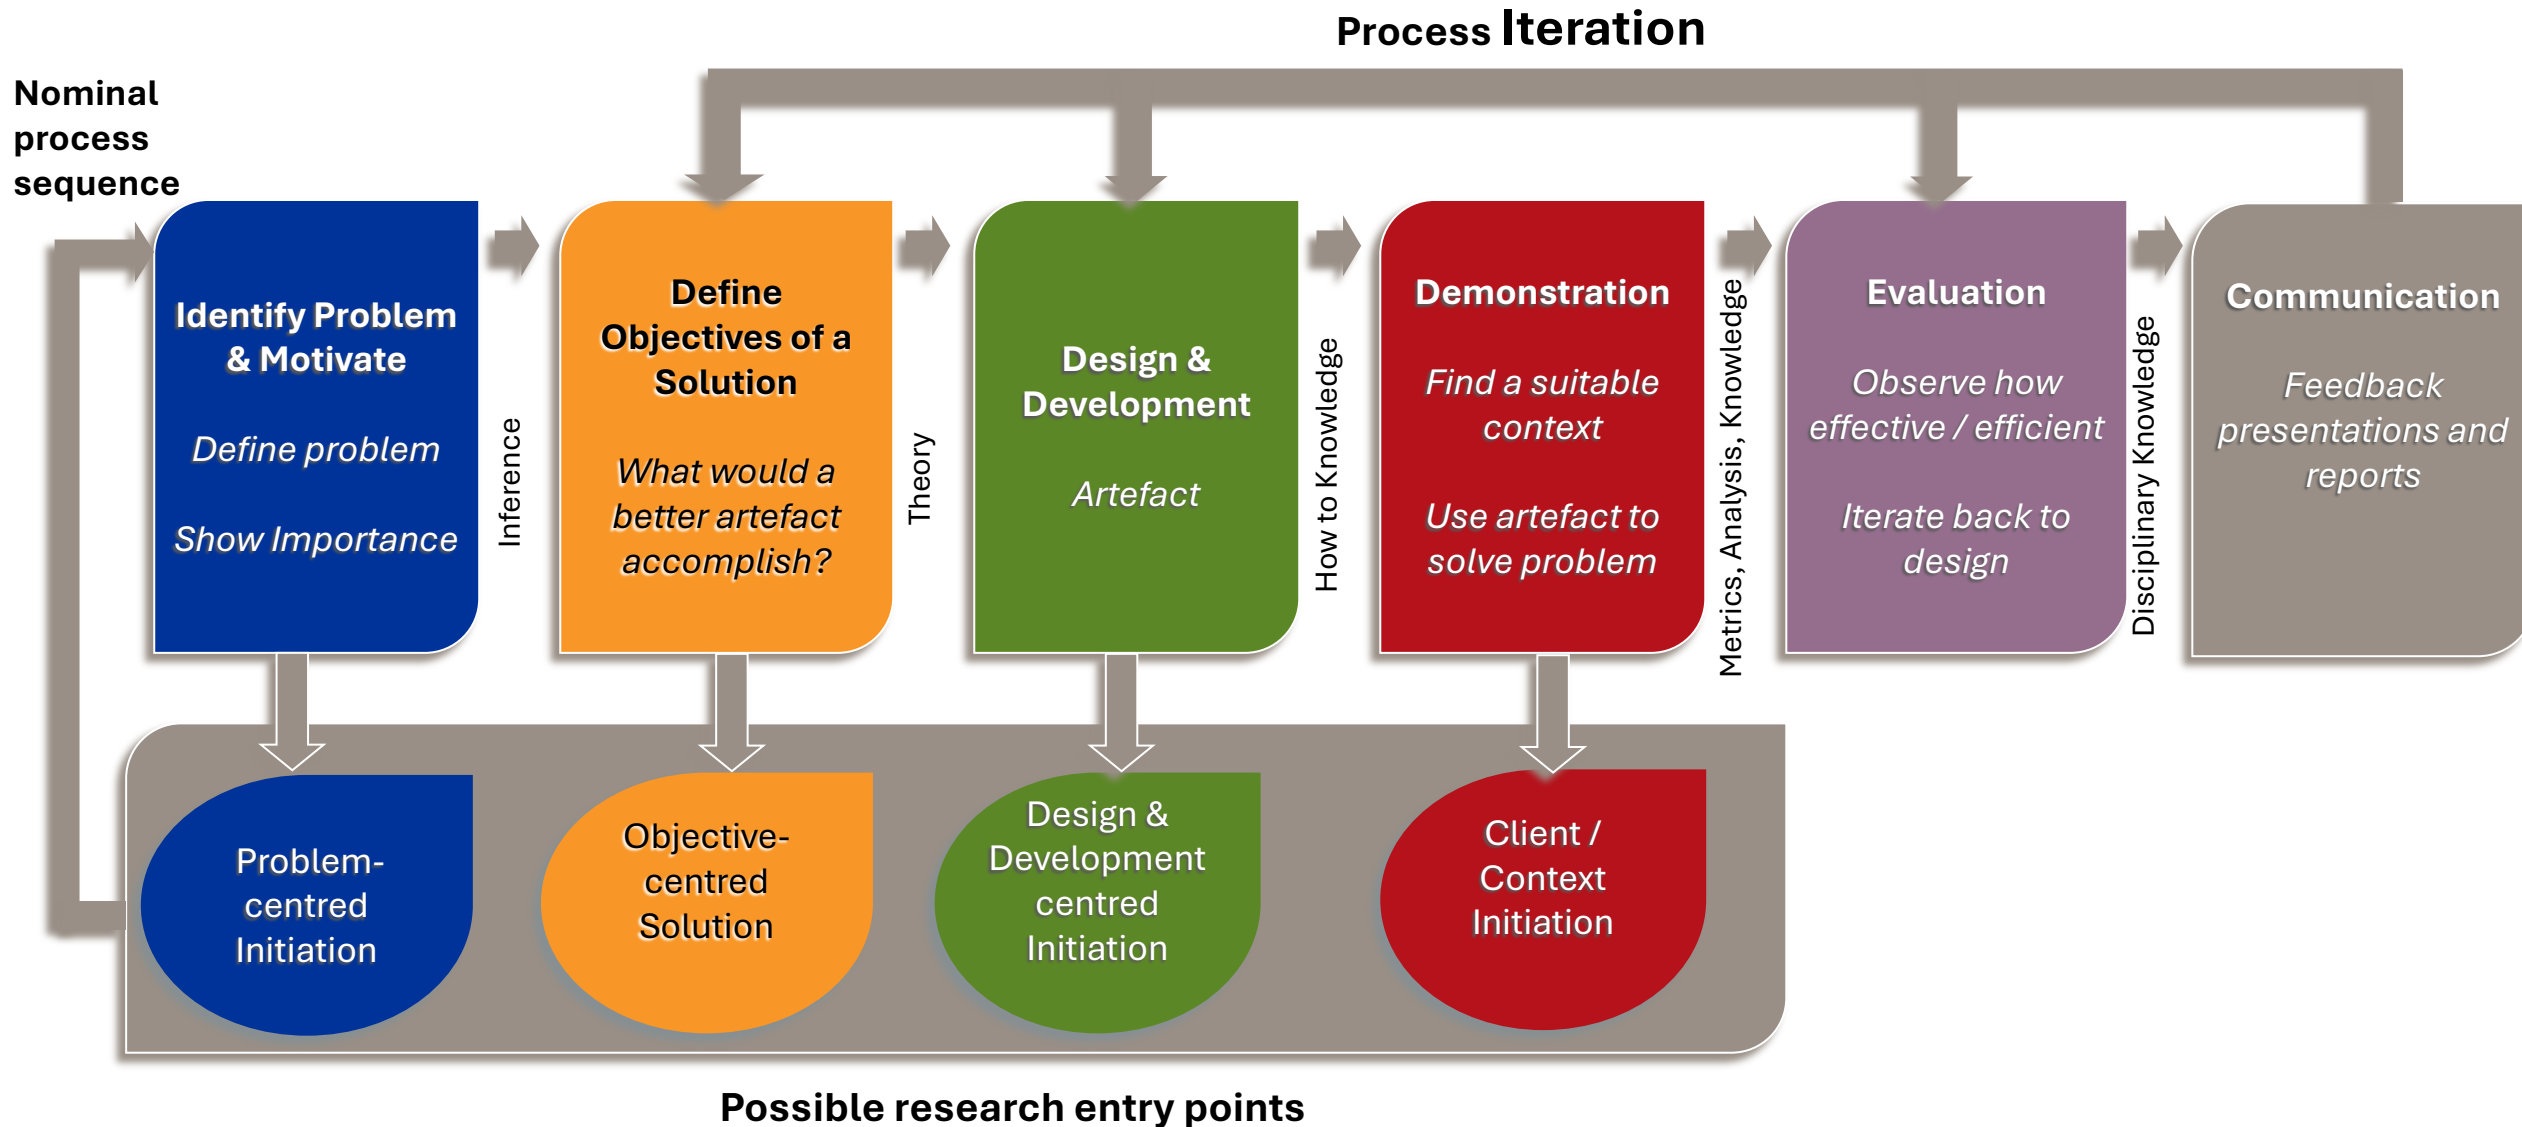 Process Iteration
Nominal
process
sequence
Identify Problem
& Motivate
Define problem
Show Importance
Inference
Define
Objectives of a
Solution
What would a
better artefact
accomplish?
Theory
Design &
Development
Artefact
How to Knowledge
Demonstration
Find a suitable
context
Use artefact to
solve problem
Metrics, Analysis, Knowledge
Evaluation
Observe how
effective / efficient
Iterate back to
design
Disciplinary Knowledge
Communication
Feedback
presentations and
reports
Problem-
centred
Initiation
Objective-
centred
Solution
Design &
Development
centred
Initiation
Client /
Context
Initiation
Possible research entry points